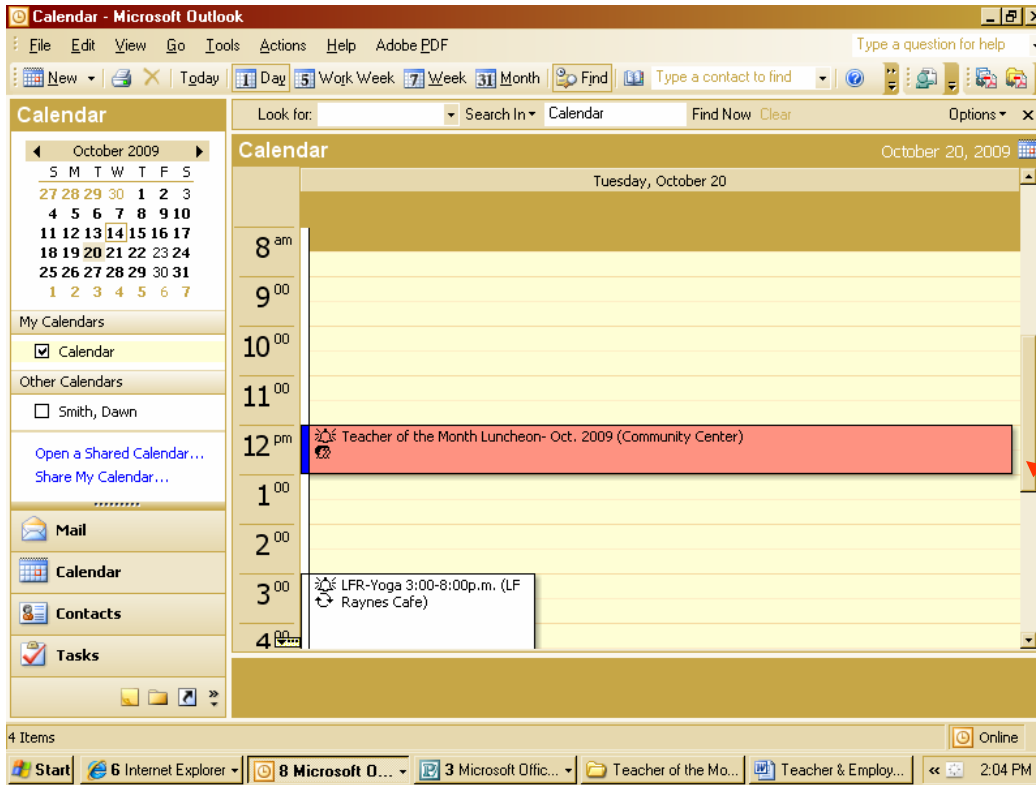 Calendar - Microsoft Outlook
File Edit View Go Tools Actions Help Adobe PDF Type a question for help
New Today 1 Day 5 Work Week 7 Week 31 Month Find Type a contact to find
Calendar
Look for: Search In Calendar Find Now Clear Options
October 2009
S M T W T F S
27 28 29 30 1 2 3
4 5 6 7 8 9 10
11 12 13 14 15 16 17
18 19 20 21 22 23 24
25 26 27 28 29 30 31
1 2 3 4 5 6 7
My Calendars
Calendar
Other Calendars
Smith, Dawn
Open a Shared Calendar...
Share My Calendar...
Mail
Calendar
Contacts
Tasks
Calendar October 20, 2009
Tuesday, October 20
8 am
9 00
10 00
11 00
12 pm
Teacher of the Month Luncheon- Oct. 2009 (Community Center)
1 00
2 00
3 00
LFR-Yoga 3:00-8:00p.m. (LF
Raynes Cafe)
4 00
4 Items Online
Start 6 Internet Explorer 8 Microsoft O... 3 Microsoft Offic... Teacher of the Mo... Teacher & Employ... 2:04 PM